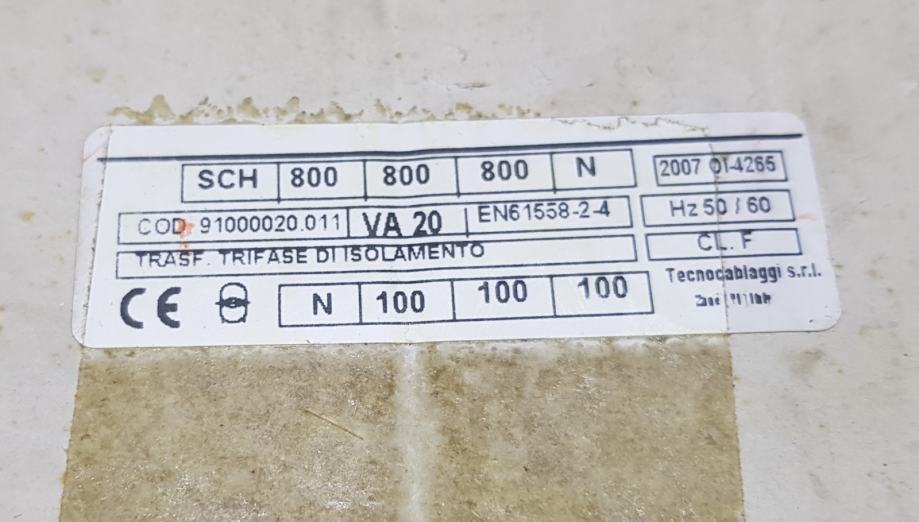 SCH 800 800 800 N 2007 01-4265
COD. 91000020.011 VA 20 EN61558-2-4 Hz 50 / 60
TRASF. TRIFASE DI ISOLAMENTO CL. F
CE N 100 100 100 Tecnocablaggi s.r.l.